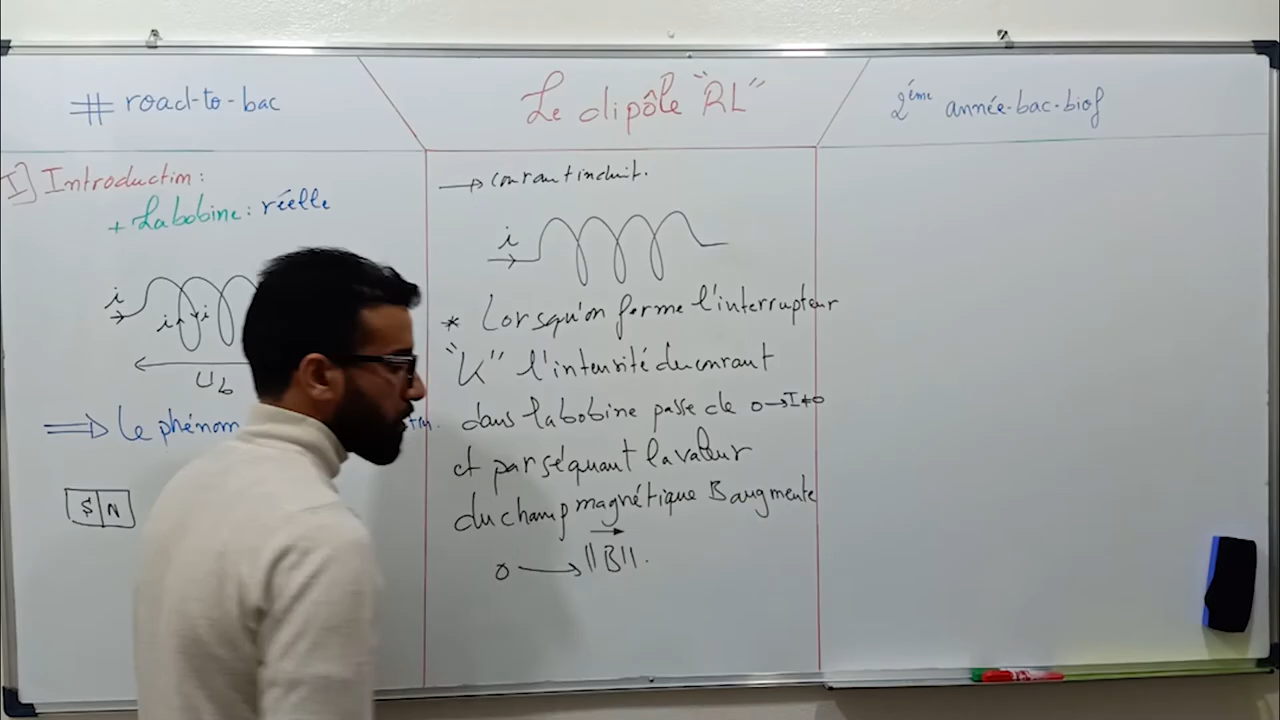 # road-to-bac
Le dipôle "RL"
2ème année-bac-biof
I] Introduction:
+ La bobine: réelle
i
i i
Ub
⇒ le phénom
S N
→ courant induit.
i
* Lorsqu'on ferme l'interrupteur
"K" l'intensité du courant
dans la bobine passe de 0→I≠0
et par séquant la valeur
du champ magnétique B augmente
0 → ||B||.